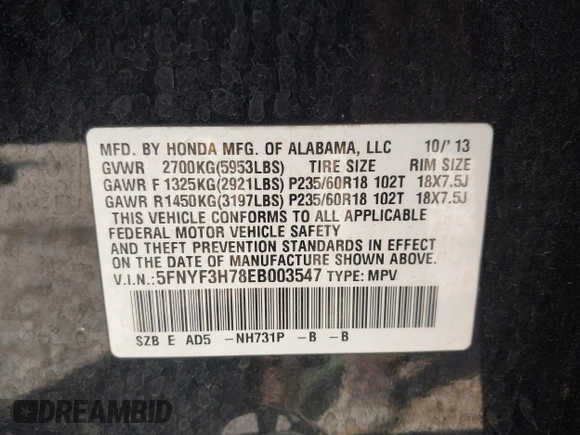 MFD. BY HONDA MFG. OF ALABAMA, LLC 10/'13
GVWR 2700KG(5953LBS) TIRE SIZE RIM SIZE
GAWR F 1325KG(2921LBS) P235/60R18 102T 18X7.5J
GAWR R1450KG(3197LBS) P235/60R18 102T 18X7.5J
THIS VEHICLE CONFORMS TO ALL APPLICABLE
FEDERAL MOTOR VEHICLE SAFETY
AND THEFT PREVENTION STANDARDS IN EFFECT
ON THE DATE OF MANUFACTURE SHOWN ABOVE.
V.I.N.:5FNYF3H78EB003547 TYPE: MPV
SZB E AD5 -NH731P -B -B
DREAMBID